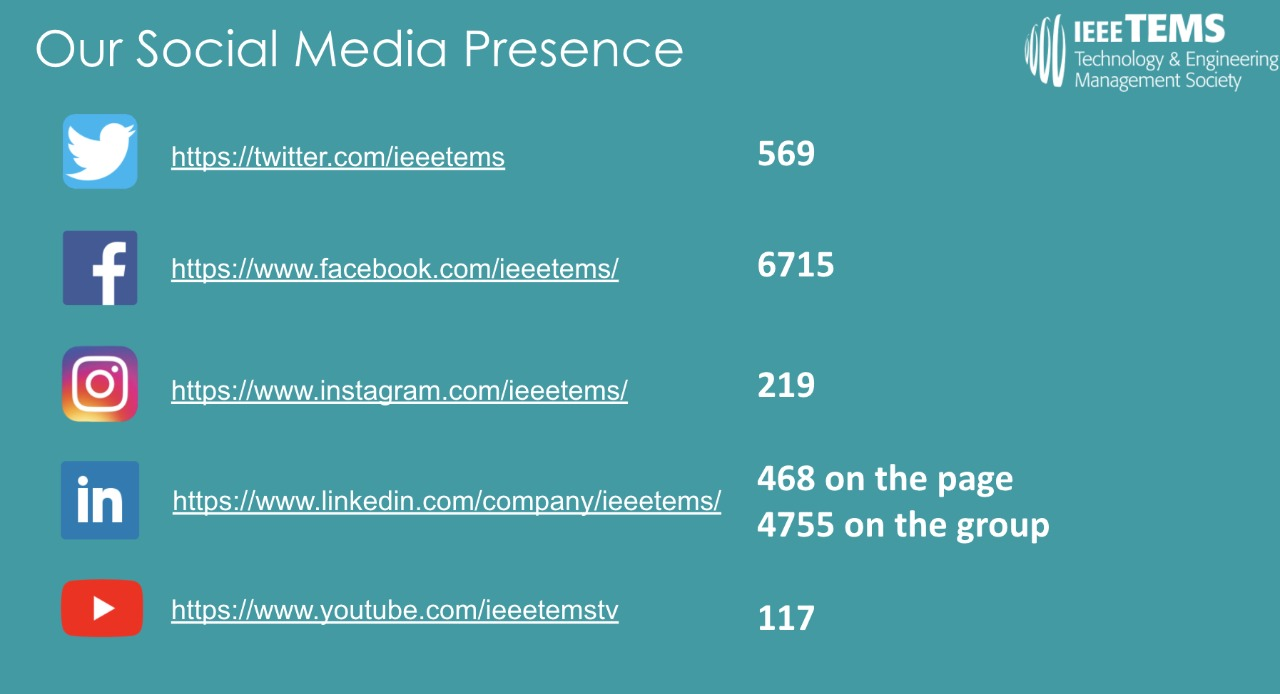 Our Social Media Presence
IEEE TEMS
Technology & Engineering
Management Society
https://twitter.com/ieeetems
569
https://www.facebook.com/ieeetems/
6715
https://www.instagram.com/ieeetems/
219
in
https://www.linkedin.com/company/ieeetems/
468 on the page
4755 on the group
https://www.youtube.com/ieeetemstv
117